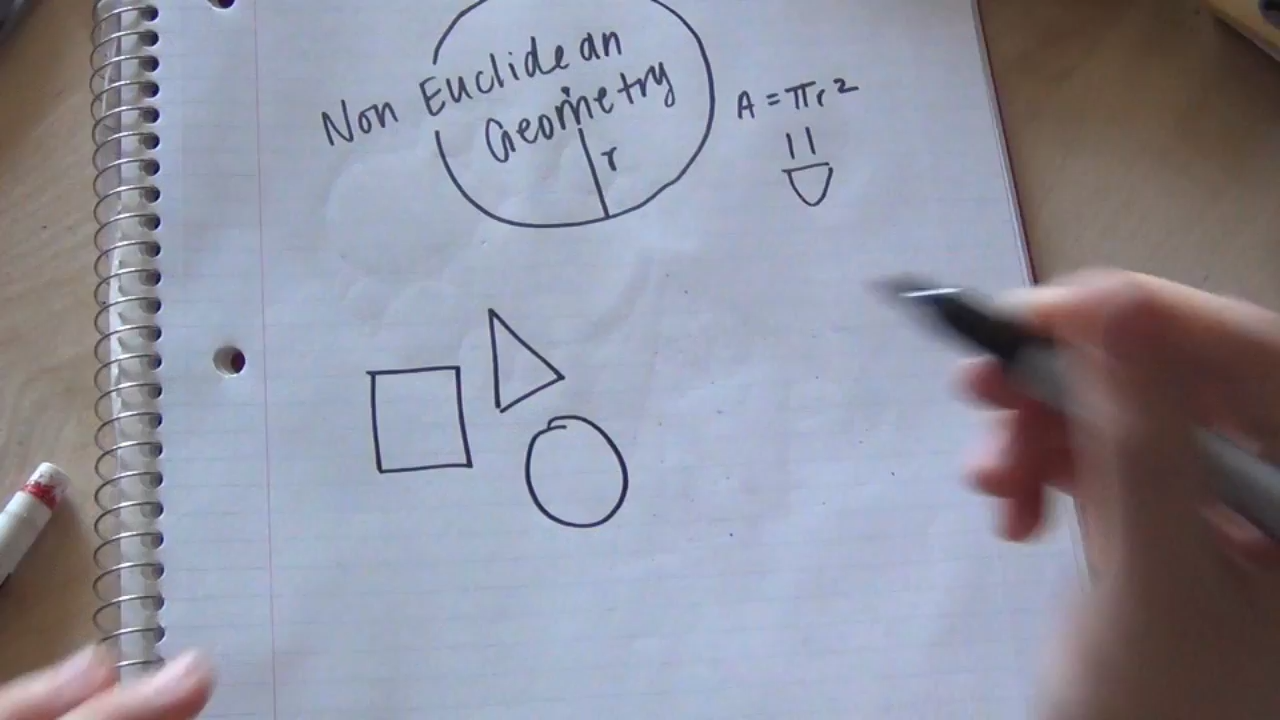 Non Euclidean
Geometry
r
A = πr²